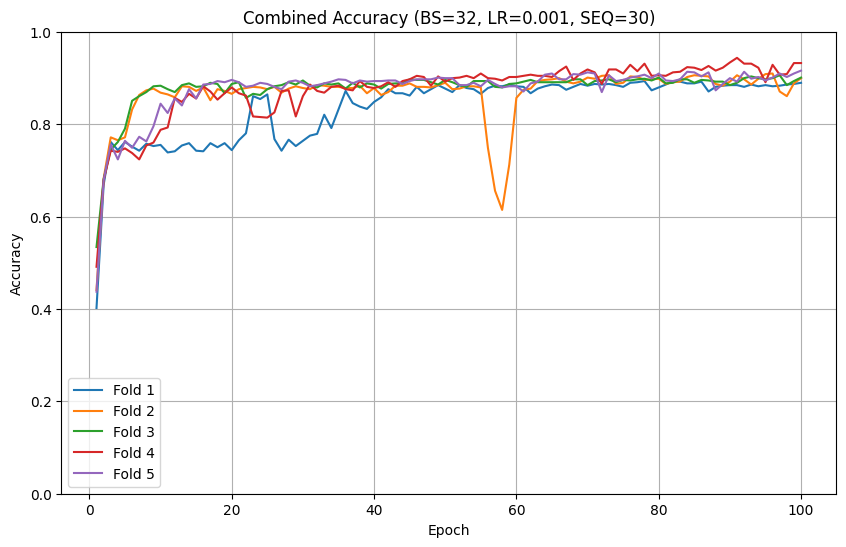 Combined Accuracy (BS=32, LR=0.001, SEQ=30)
1.0
0.8
0.6
0.4
0.2
0.0
Accuracy
Fold 1
Fold 2
Fold 3
Fold 4
Fold 5
0 20 40 60 80 100
Epoch